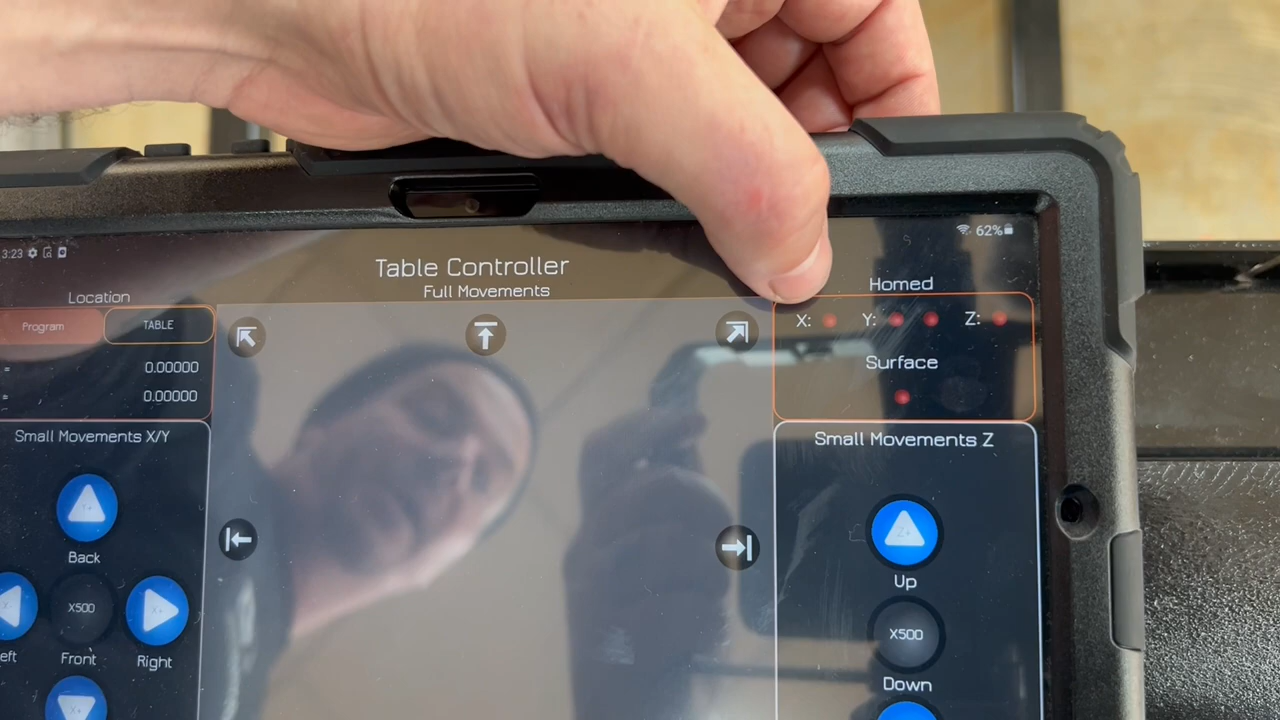 3:23
62%
Table Controller
Full Movements
Location
Program
TABLE
= 0.00000
= 0.00000
Homed
X: Y: Z:
Surface
Small Movements X/Y
Back
X500
Front
Right
Small Movements Z
Z+
Up
X500
Down